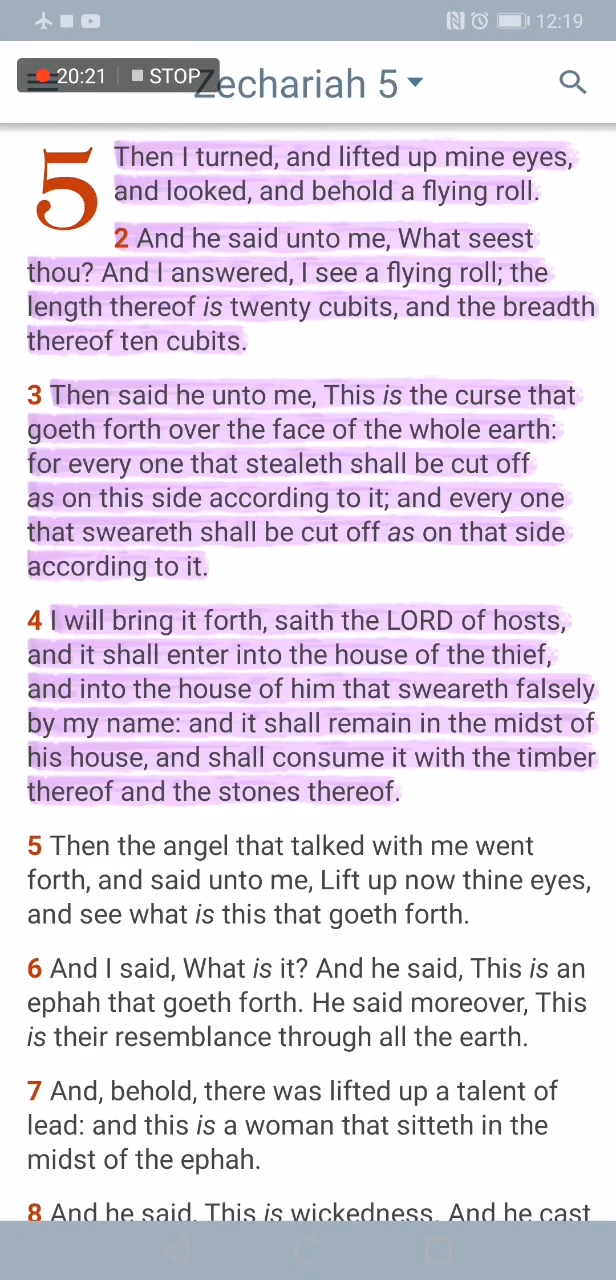 12:19
20:21 STOP Zechariah 5
5 Then I turned, and lifted up mine eyes,
and looked, and behold a flying roll.
2 And he said unto me, What seest
thou? And I answered, I see a flying roll; the
length thereof is twenty cubits, and the breadth
thereof ten cubits.
3 Then said he unto me, This is the curse that
goeth forth over the face of the whole earth:
for every one that stealeth shall be cut off
as on this side according to it; and every one
that sweareth shall be cut off as on that side
according to it.
4 I will bring it forth, saith the LORD of hosts,
and it shall enter into the house of the thief,
and into the house of him that sweareth falsely
by my name: and it shall remain in the midst of
his house, and shall consume it with the timber
thereof and the stones thereof.
5 Then the angel that talked with me went
forth, and said unto me, Lift up now thine eyes,
and see what is this that goeth forth.
6 And I said, What is it? And he said, This is an
ephah that goeth forth. He said moreover, This
is their resemblance through all the earth.
7 And, behold, there was lifted up a talent of
lead: and this is a woman that sitteth in the
midst of the ephah.
8 And he said, This is wickedness. And he cast